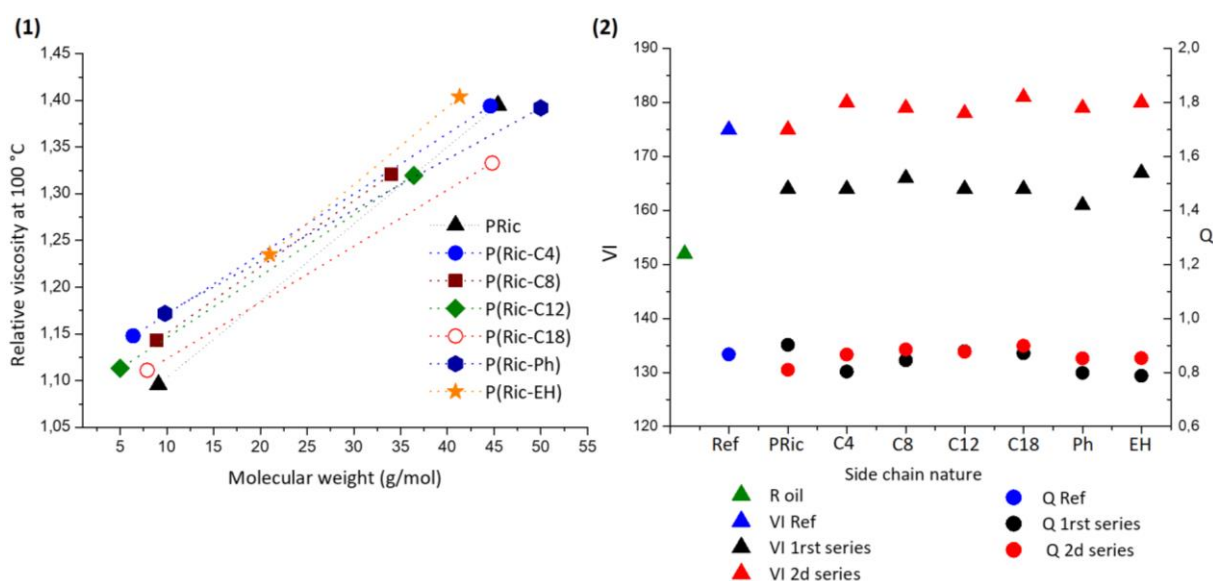 (1)
Relative viscosity at 100 °C
1,45
1,40
1,35
1,30
1,25
1,20
1,15
1,10
1,05
5 10 15 20 25 30 35 40 45 50 55
Molecular weight (g/mol)
PRic
P(Ric-C4)
P(Ric-C8)
P(Ric-C12)
P(Ric-C18)
P(Ric-Ph)
P(Ric-EH)
(2)
VI
190
180
170
160
150
140
130
120
2,0
1,8
1,6
1,4
1,2
1,0
0,8
0,6
Q
Ref PRic C4 C8 C12 C18 Ph EH
Side chain nature
R oil
VI Ref
VI 1rst series
VI 2d series
Q Ref
Q 1rst series
Q 2d series